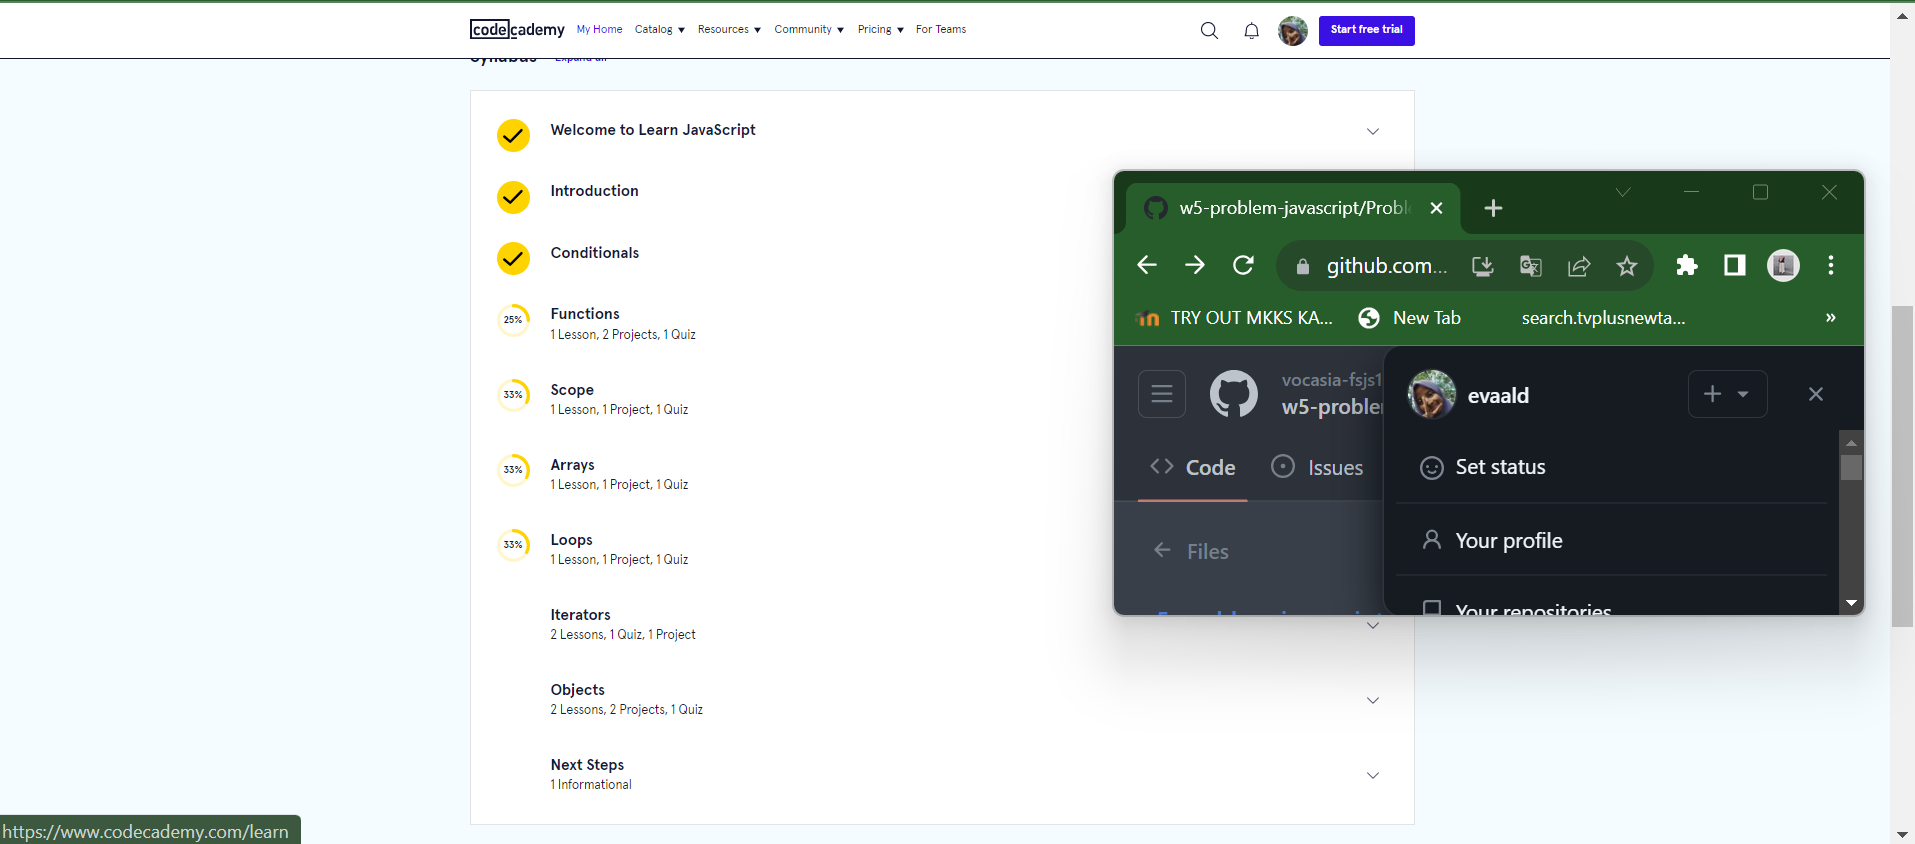 codecademy My Home Catalog Resources Community Pricing For Teams Start free trial
Syllabus Expand all
Welcome to Learn JavaScript
Introduction
Conditionals
25% Functions
1 Lesson, 2 Projects, 1 Quiz
33% Scope
1 Lesson, 1 Project, 1 Quiz
33% Arrays
1 Lesson, 1 Project, 1 Quiz
33% Loops
1 Lesson, 1 Project, 1 Quiz
Iterators
2 Lessons, 1 Quiz, 1 Project
Objects
2 Lessons, 2 Projects, 1 Quiz
Next Steps
1 Informational
https://www.codecademy.com/learn
w5-problem-javascript/Probl
github.com...
TRY OUT MKKS KA... New Tab search.tvplusnewta... »
vocasia-fsjs1
w5-probler
evaald
Code Issues
Set status
Files
Your profile
Your repositories